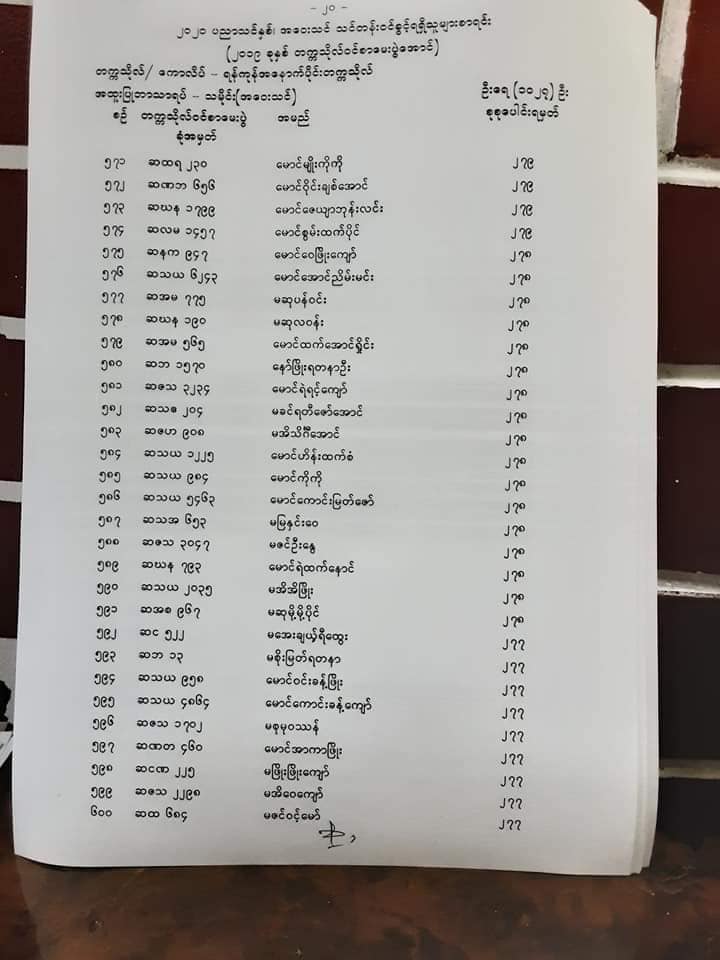 - ၂၀ -
၂၀၂၁ ပညာသင်နှစ်၊ အဝေးသင် သင်တန်းဝင်ခွင့်ရရှိသူများစာရင်း
(၂၀၁၉ ခုနှစ် တက္ကသိုလ်ဝင်စာမေးပွဲအောင်)
တက္ကသိုလ်/ ကောလိပ် - ရန်ကုန်အနောက်ပိုင်းတက္ကသိုလ်
အထူးပြုဘာသာရပ် - သမိုင်း(အဝေးသင်) ဦးရေ (၁၀၂၇) ဦး
စဉ် တက္ကသိုလ်ဝင်စာမေးပွဲ အမည် စုစုပေါင်းရမှတ်
ခုံအမှတ်
၅၇၁ ဆထရ ၂၃၀ မောင်မျိုးကိုကို ၂၇၉
၅၇၂ ဆဏဘ ၆၅၆ မောင်ဝိုင်းချစ်အောင် ၂၇၉
၅၇၃ ဆဃန ၁၇၉၉ မောင်ဇေယျာဘုန်းလင်း ၂၇၉
၅၇၄ ဆလမ ၁၄၅၇ မောင်စွမ်းထက်ပိုင် ၂၇၉
၅၇၅ ဆနက ၉၄၇ မောင်ဝေဖြိုးကျော် ၂၇၈
၅၇၆ ဆသယ ၆၂၄၃ မောင်အောင်ညိမ်းမင်း ၂၇၈
၅၇၇ ဆအမ ၇၇၅ မဆုပန်ဝင်း ၂၇၈
၅၇၈ ဆဃန ၁၉၀ မဆုလဝန်း ၂၇၈
၅၇၉ ဆအမ ၅၆၅ မောင်ထက်အောင်ရှိုင်း ၂၇၈
၅၈၀ ဆဘ ၁၅၇၀ နော်ဖြိုးရတနာဦး ၂၇၈
၅၈၁ ဆဇသ ၃၂၃၄ မောင်ရဲရင့်ကျော် ၂၇၈
၅၈၂ ဆသဓ ၂၀၄ မခင်ရတီဇော်အောင် ၂၇၈
၅၈၃ ဆဇဟ ၉၀၈ မအိသိင်္ဂီအောင် ၂၇၈
၅၈၄ ဆသယ ၁၂၂၅ မောင်ဟိန်းထက်စံ ၂၇၈
၅၈၅ ဆသယ ၉၈၄ မောင်ကိုကို ၂၇၈
၅၈၆ ဆသယ ၅၄၆၃ မောင်ကောင်းမြတ်ဇော် ၂၇၈
၅၈၇ ဆသအ ၆၅၃ မမြနှင်းဝေ ၂၇၈
၅၈၈ ဆဇသ ၃၀၄၇ မဇင်ဦးနွေ ၂၇၈
၅၈၉ ဆဃန ၇၉၃ မောင်ရဲထက်နောင် ၂၇၈
၅၉၀ ဆသယ ၂၀၃၅ မအိအိဖြိုး ၂၇၈
၅၉၁ ဆအစ ၉၆၇ မဆုမို့မို့ပိုင် ၂၇၈
၅၉၂ ဆင ၅၂၂ မအေးချယ်ရီထွေး ၂၇၇
၅၉၃ ဆဘ ၁၃ မစိုးမြတ်ရတနာ ၂၇၇
၅၉၄ ဆသယ ၉၅၈ မောင်ဝင်းခန့်ဖြိုး ၂၇၇
၅၉၅ ဆသယ ၄၈၆၄ မောင်ကောင်းခန့်ကျော် ၂၇၇
၅၉၆ ဆဇသ ၁၇၀၂ မစုမုဝဿန် ၂၇၇
၅၉၇ ဆဏတ ၄၆၀ မောင်အာကာဖြိုး ၂၇၇
၅၉၈ ဆငဏ ၂၂၅ မဖြိုးဖြိုးကျော် ၂၇၇
၅၉၉ ဆဇသ ၂၂၉၈ မအိဝေကျော် ၂၇၇
၆၀၀ ဆထ ၆၈၄ မဇင်ဝင့်မော် ၂၇၇